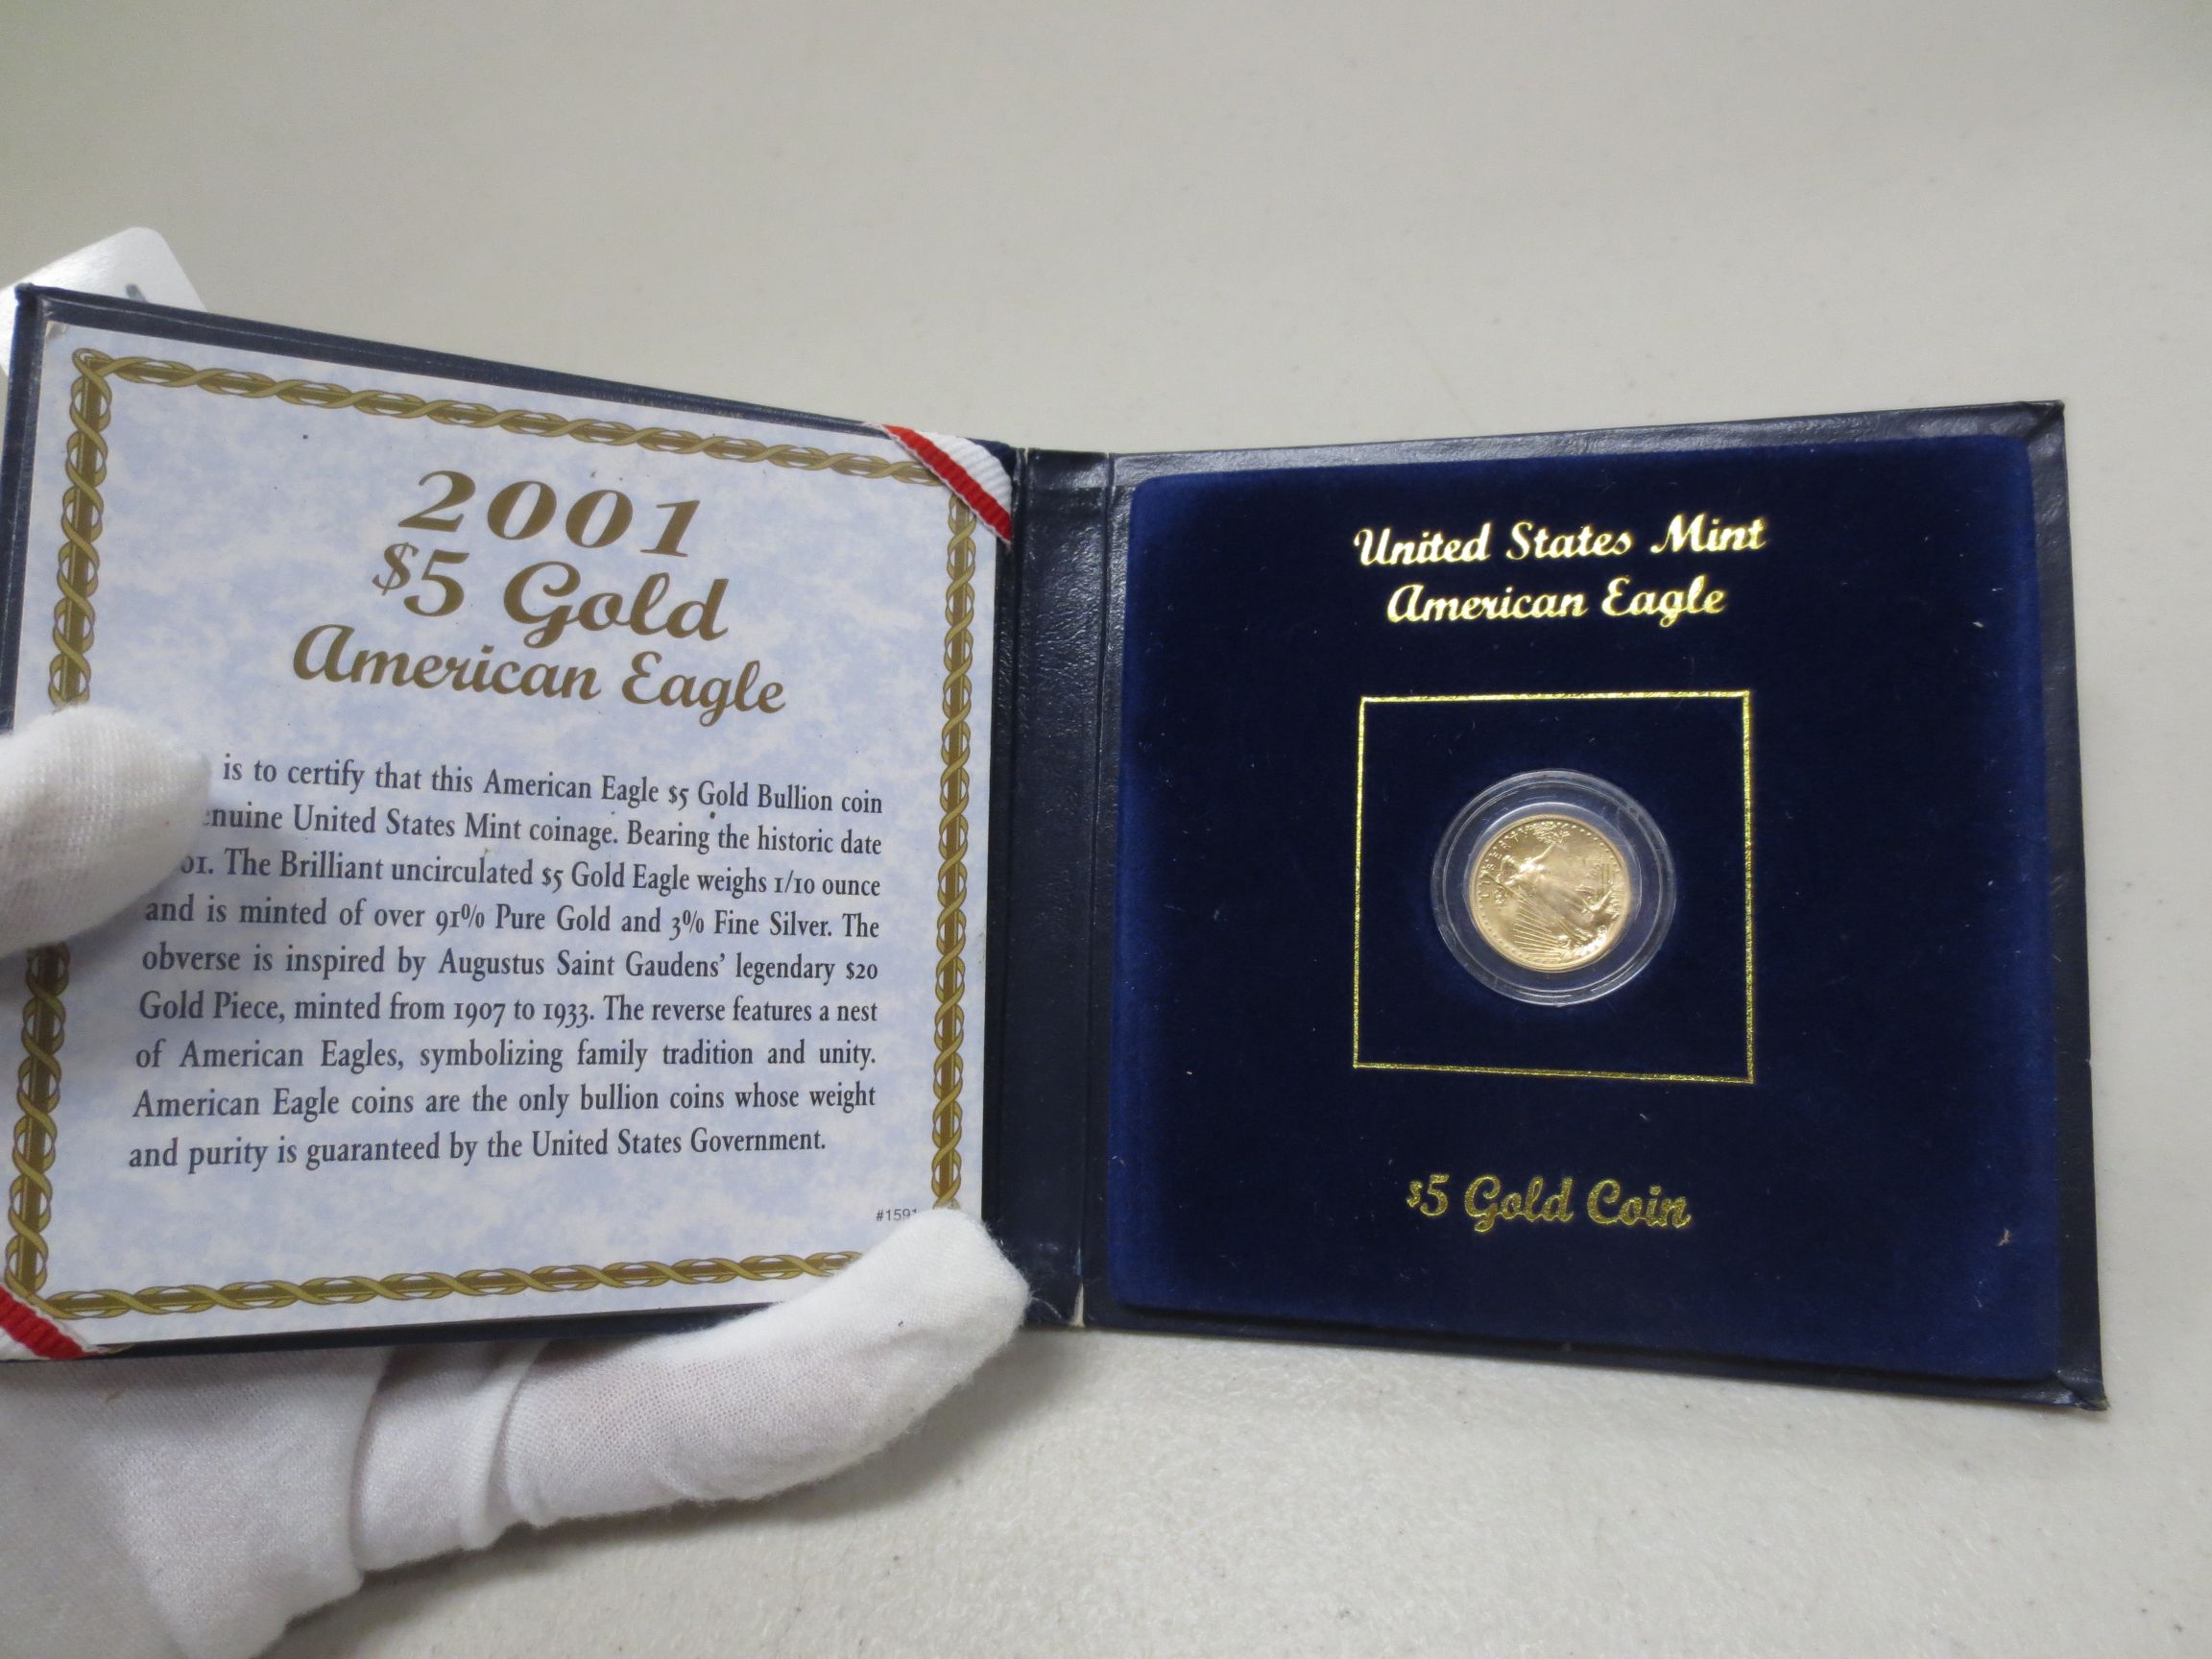 2001
$5 Gold
American Eagle
is to certify that this American Eagle $5 Gold Bullion coin
enuine United States Mint coinage. Bearing the historic date
01. The Brilliant uncirculated $5 Gold Eagle weighs 1/10 ounce
and is minted of over 91% Pure Gold and 3% Fine Silver. The
obverse is inspired by Augustus Saint Gaudens' legendary $20
Gold Piece, minted from 1907 to 1933. The reverse features a nest
of American Eagles, symbolizing family tradition and unity.
American Eagle coins are the only bullion coins whose weight
and purity is guaranteed by the United States Government.
#1591
United States Mint
American Eagle
LIBERTY
$5 Gold Coin